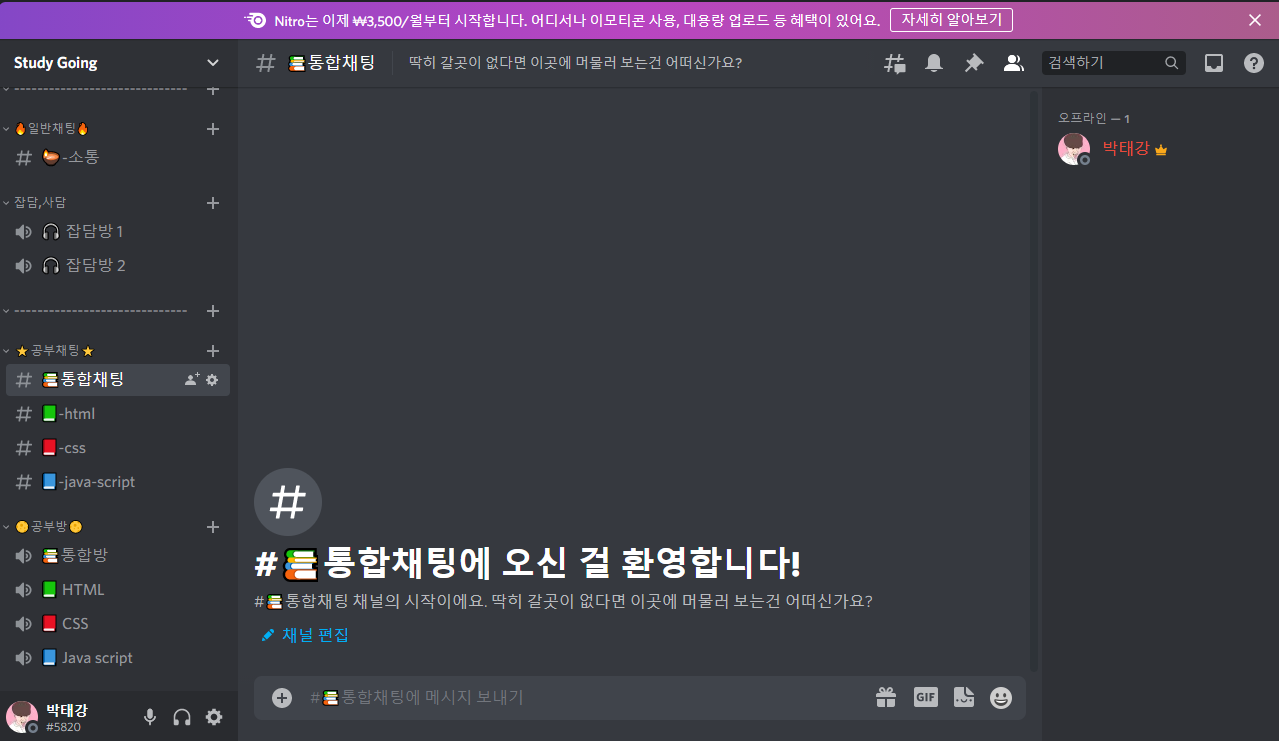 Nitro는 이제 ₩3,500/월부터 시작합니다. 어디서나 이모티콘 사용, 대용량 업로드 등 혜택이 있어요. 자세히 알아보기
Study Going
📚통합채팅
딱히 갈곳이 없다면 이곳에 머물러 보는건 어떠신가요?
검색하기
------------------------------
🔥일반채팅🔥
-소통
잡담,사담
🎧 잡담방 1
🎧 잡담방 2
------------------------------
⭐공부채팅⭐
# 📚통합채팅
# 📗-html
# 📕-css
# 📘-java-script
공부방
📚통합방
📗 HTML
📕 CSS
📘 Java script
박태강
#5820
#📚통합채팅에 오신 걸 환영합니다!
#📚통합채팅 채널의 시작이에요. 딱히 갈곳이 없다면 이곳에 머물러 보는건 어떠신가요?
채널 편집
#📚통합채팅에 메시지 보내기
GIF
오프라인 — 1
박태강